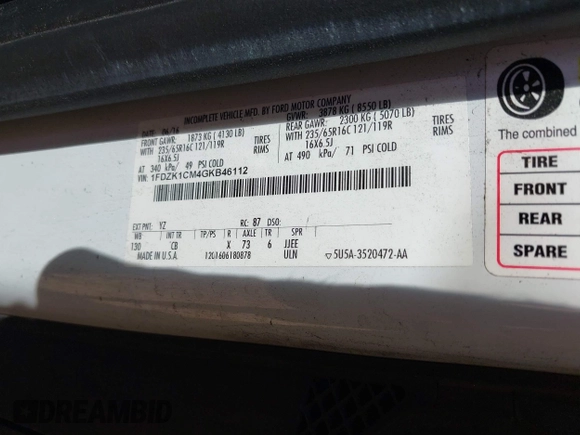 INCOMPLETE VEHICLE MFD. BY FORD MOTOR COMPANY
DATE: 06/16 GVWR: 3878 KG ( 8550 LB)
FRONT GAWR: 1873 KG ( 4130 LB) REAR GAWR: 2300 KG ( 5070 LB)
WITH 235/65R16C 121/119R TIRES WITH 235/65R16C 121/119R TIRES
16X6.5J RIMS 16X6.5J RIMS
AT 340 kPa/ 49 PSI COLD AT 490 kPa/ 71 PSI COLD
VIN: 1FDZK1CM4GKB46112
EXT PNT: YZ RC: 87 DSO:
WB INT TR TP/PS R AXLE TR SPR
130 CB X 73 6 JJEE
MADE IN U.S.A. 12G1606180878 ULN ▽5U5A-3520472-AA
The combined
TIRE
FRONT
REAR
SPARE
DREAMBID